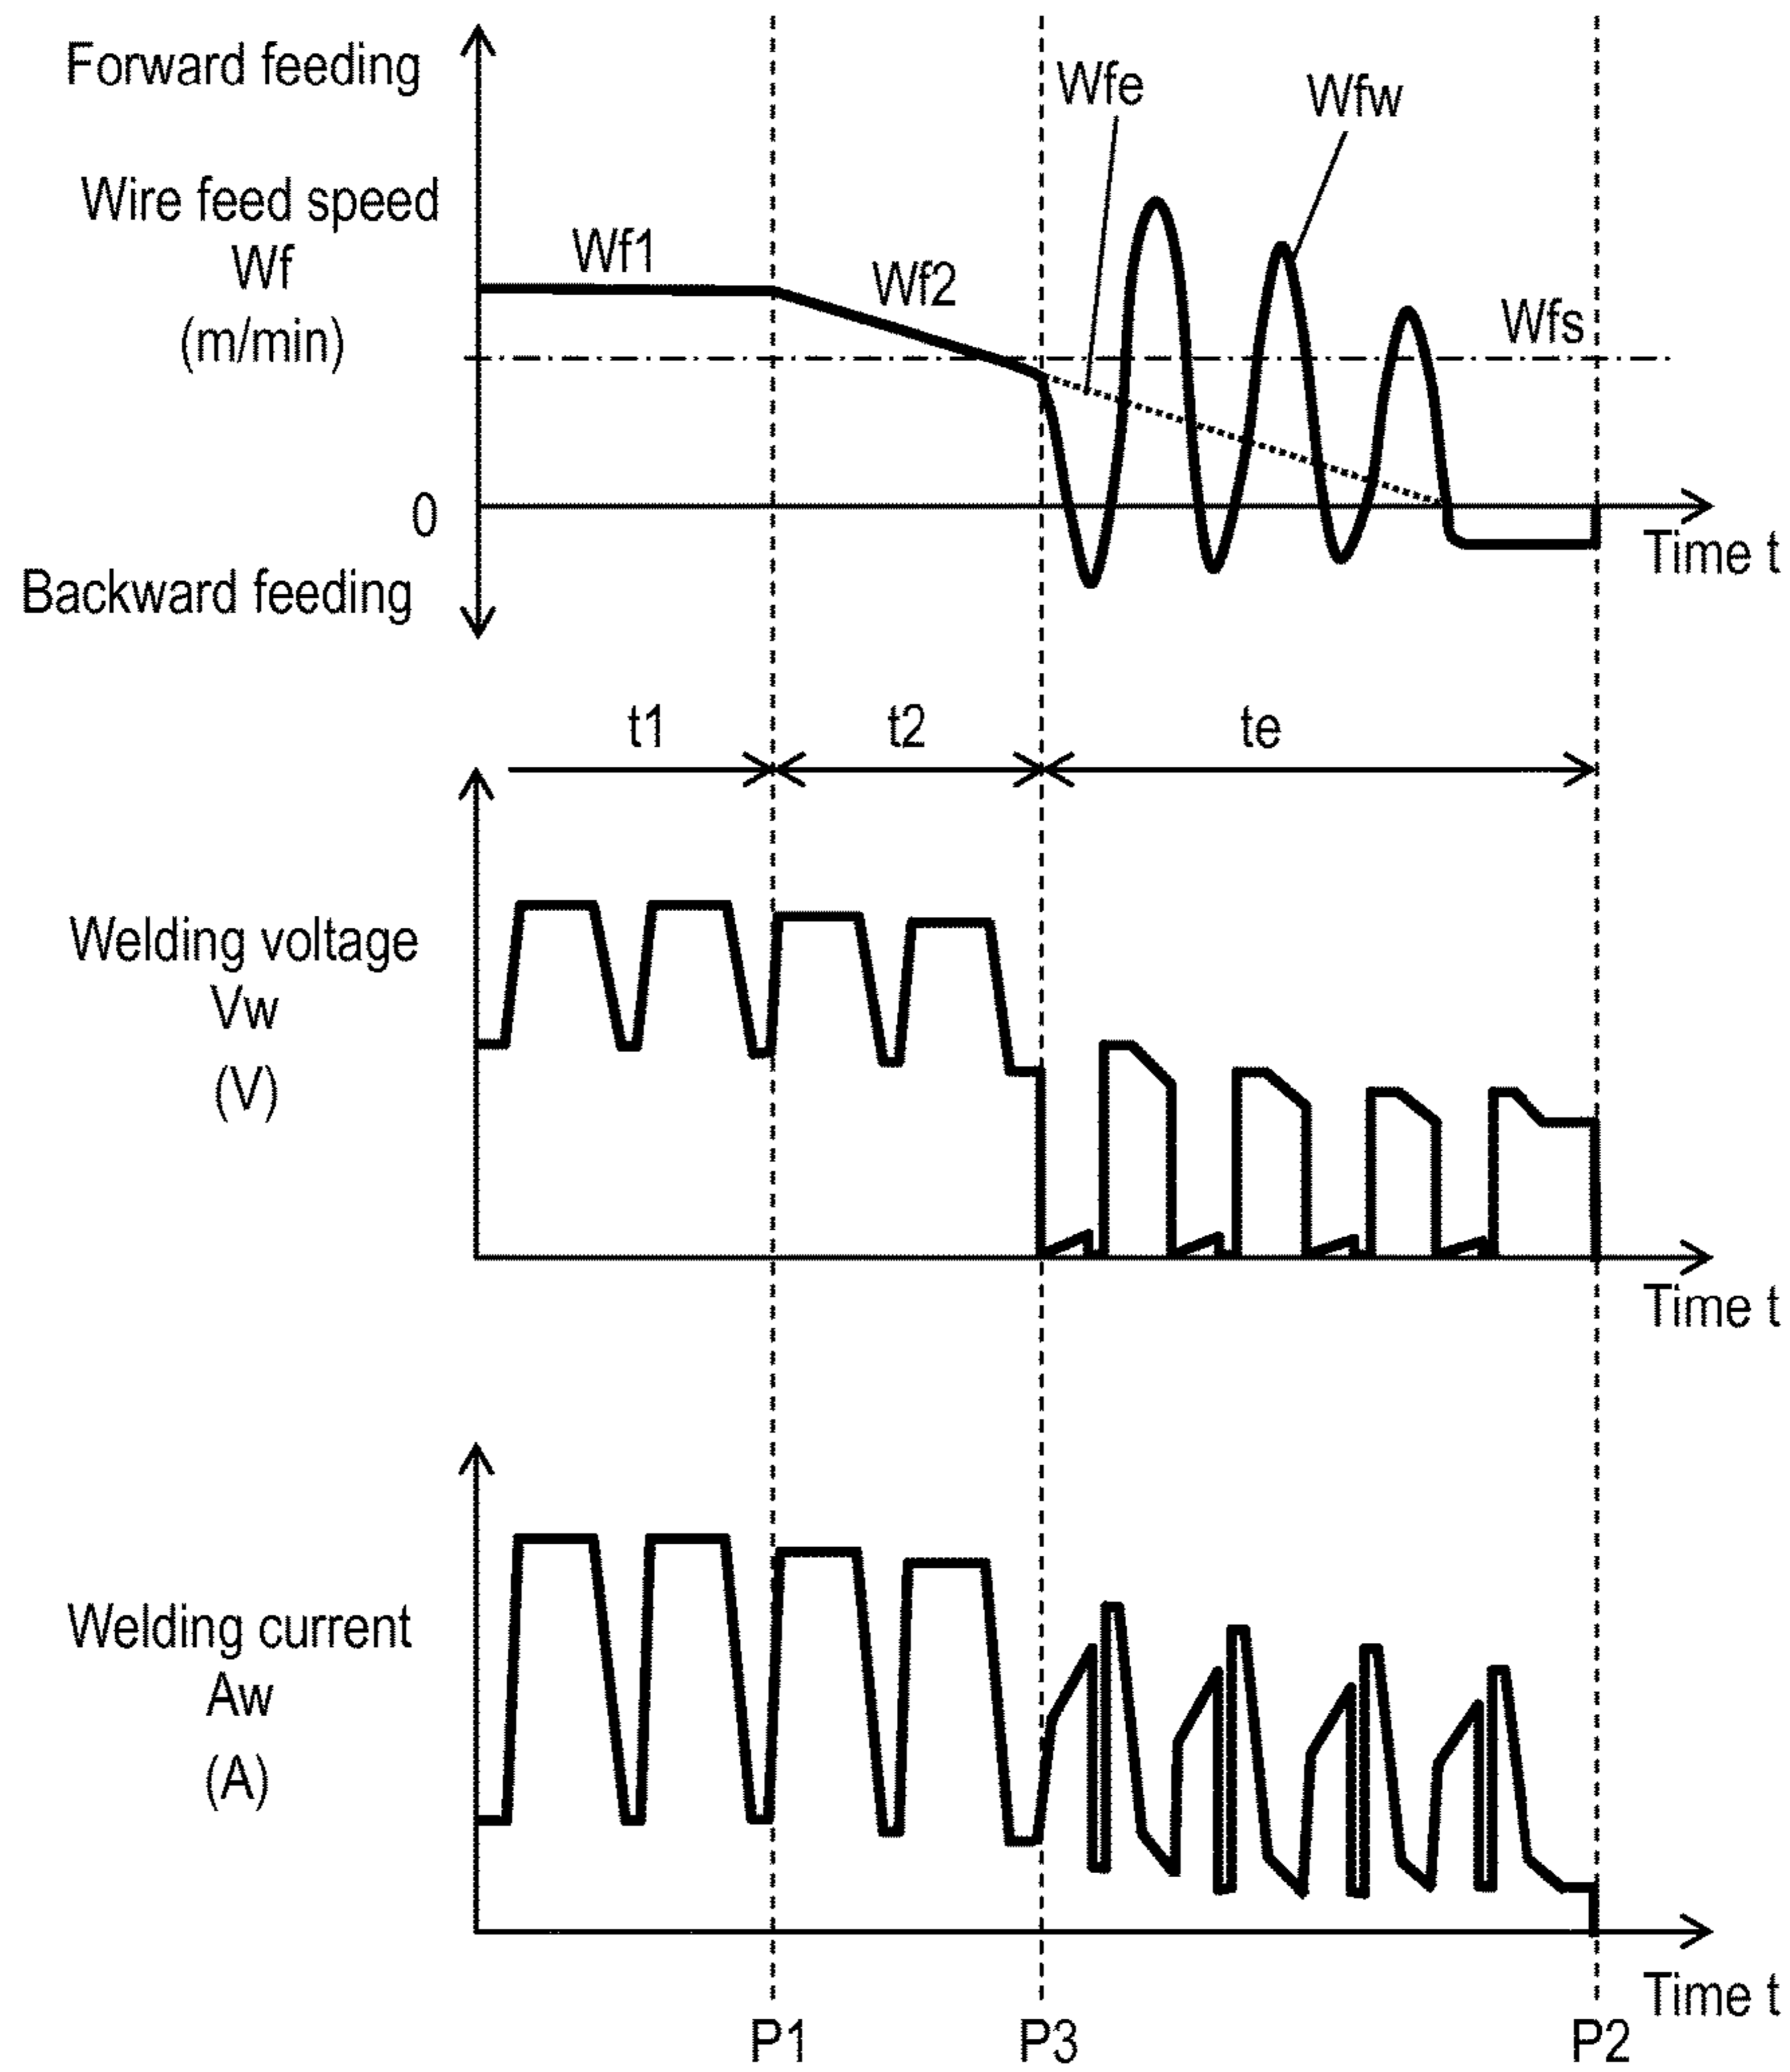 Forward feeding
Wire feed speed
Wf
(m/min)
0
Backward feeding
Wf1
Wf2
Wfe
Wfw
Wfs
Time t
t1
t2
te
Welding voltage
Vw
(V)
Time t
Welding current
Aw
(A)
Time t
P1
P3
P2